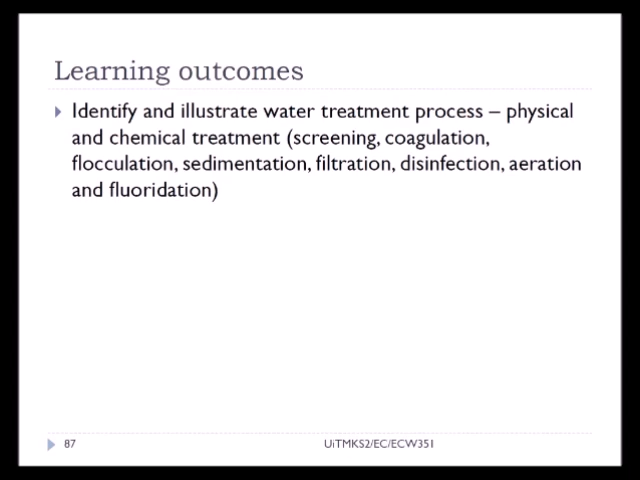 Learning outcomes
Identify and illustrate water treatment process – physical
and chemical treatment (screening, coagulation,
flocculation, sedimentation, filtration, disinfection, aeration
and fluoridation)
87
UiTMKS2/EC/ECW351